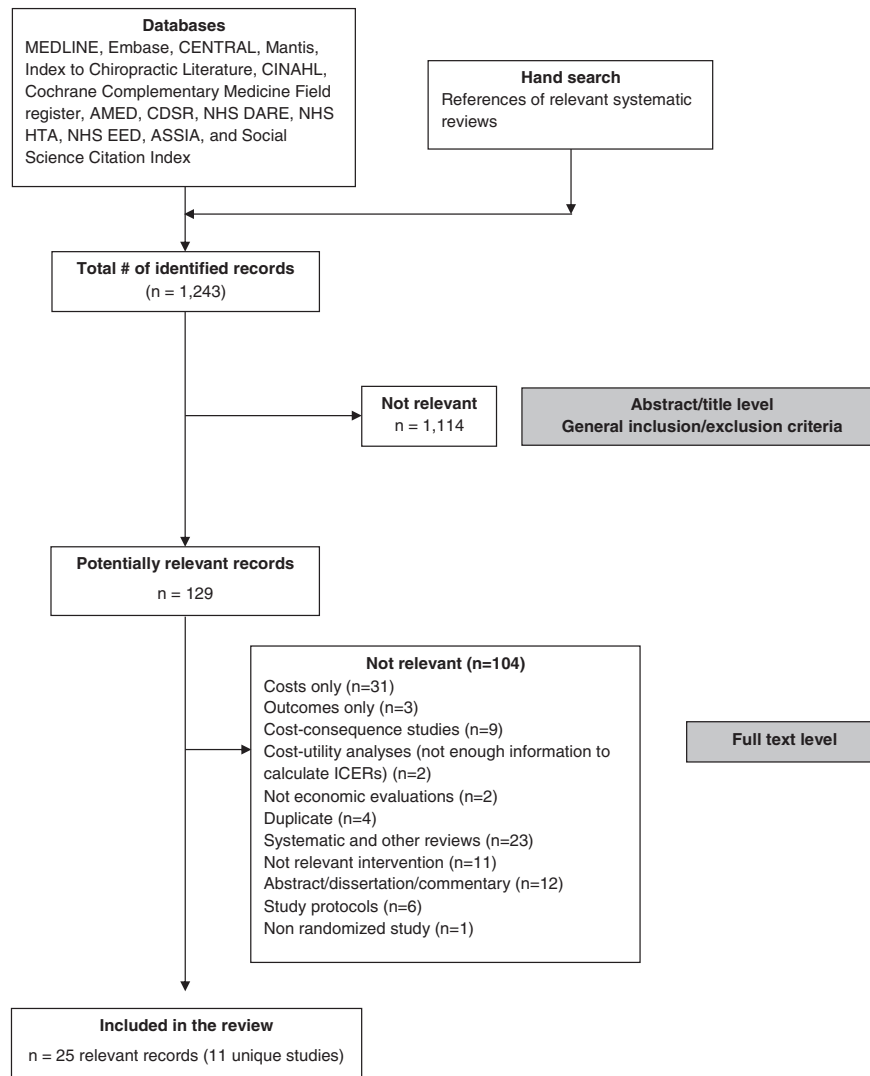 Databases
MEDLINE, Embase, CENTRAL, Mantis,
Index to Chiropractic Literature, CINAHL,
Cochrane Complementary Medicine Field
register, AMED, CDSR, NHS DARE, NHS
HTA, NHS EED, ASSIA, and Social
Science Citation Index
Hand search
References of relevant systematic
reviews
Total # of identified records
(n = 1,243)
Not relevant
n = 1,114
Abstract/title level
General inclusion/exclusion criteria
Potentially relevant records
n = 129
Not relevant (n=104)
Costs only (n=31)
Outcomes only (n=3)
Cost-consequence studies (n=9)
Cost-utility analyses (not enough information to
calculate ICERs) (n=2)
Not economic evaluations (n=2)
Duplicate (n=4)
Systematic and other reviews (n=23)
Not relevant intervention (n=11)
Abstract/dissertation/commentary (n=12)
Study protocols (n=6)
Non randomized study (n=1)
Full text level
Included in the review
n = 25 relevant records (11 unique studies)